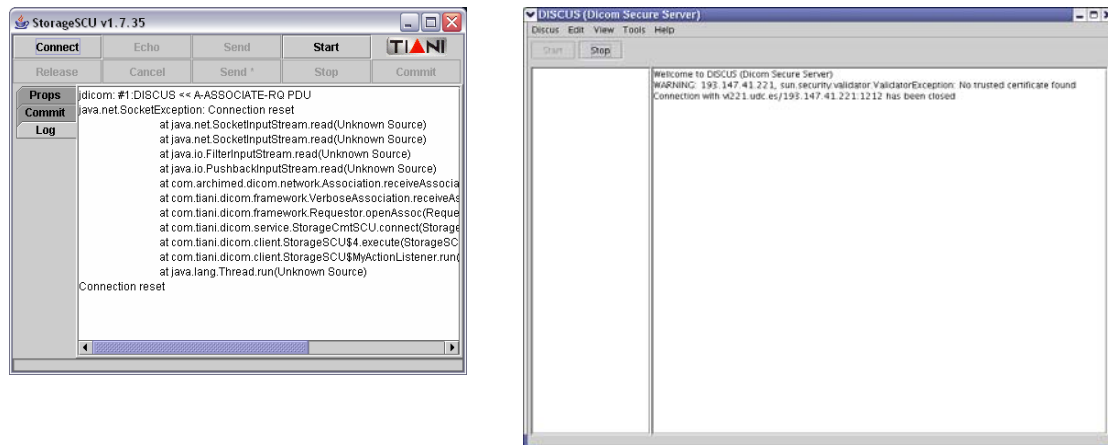 StorageSCU v1.7.35
Connect Echo Send Start TIANI
Release Cancel Send * Stop Commit
Props
Commit
Log
jdicom: #1:DISCUS << A-ASSOCIATE-RQ PDU
java.net.SocketException: Connection reset
at java.net.SocketInputStream.read(Unknown Source)
at java.net.SocketInputStream.read(Unknown Source)
at java.io.FilterInputStream.read(Unknown Source)
at java.io.PushbackInputStream.read(Unknown Source)
at com.archimed.dicom.network.Association.receiveAssocia
at com.tiani.dicom.framework.VerboseAssociation.receiveAs
at com.tiani.dicom.framework.Requestor.openAssoc(Reque
at com.tiani.dicom.service.StorageCmtSCU.connect(Storage
at com.tiani.dicom.client.StorageSCU$4.execute(StorageSC
at com.tiani.dicom.client.StorageSCU$MyActionListener.run(
at java.lang.Thread.run(Unknown Source)
Connection reset
DISCUS (Dicom Secure Server)
Discus Edit View Tools Help
Start Stop
Welcome to DISCUS (Dicom Secure Server)
WARNING: 193.147.41.221, sun.security.validator.ValidatorException: No trusted certificate found
Connection with vi221.udc.es/193.147.41.221:1212 has been closed